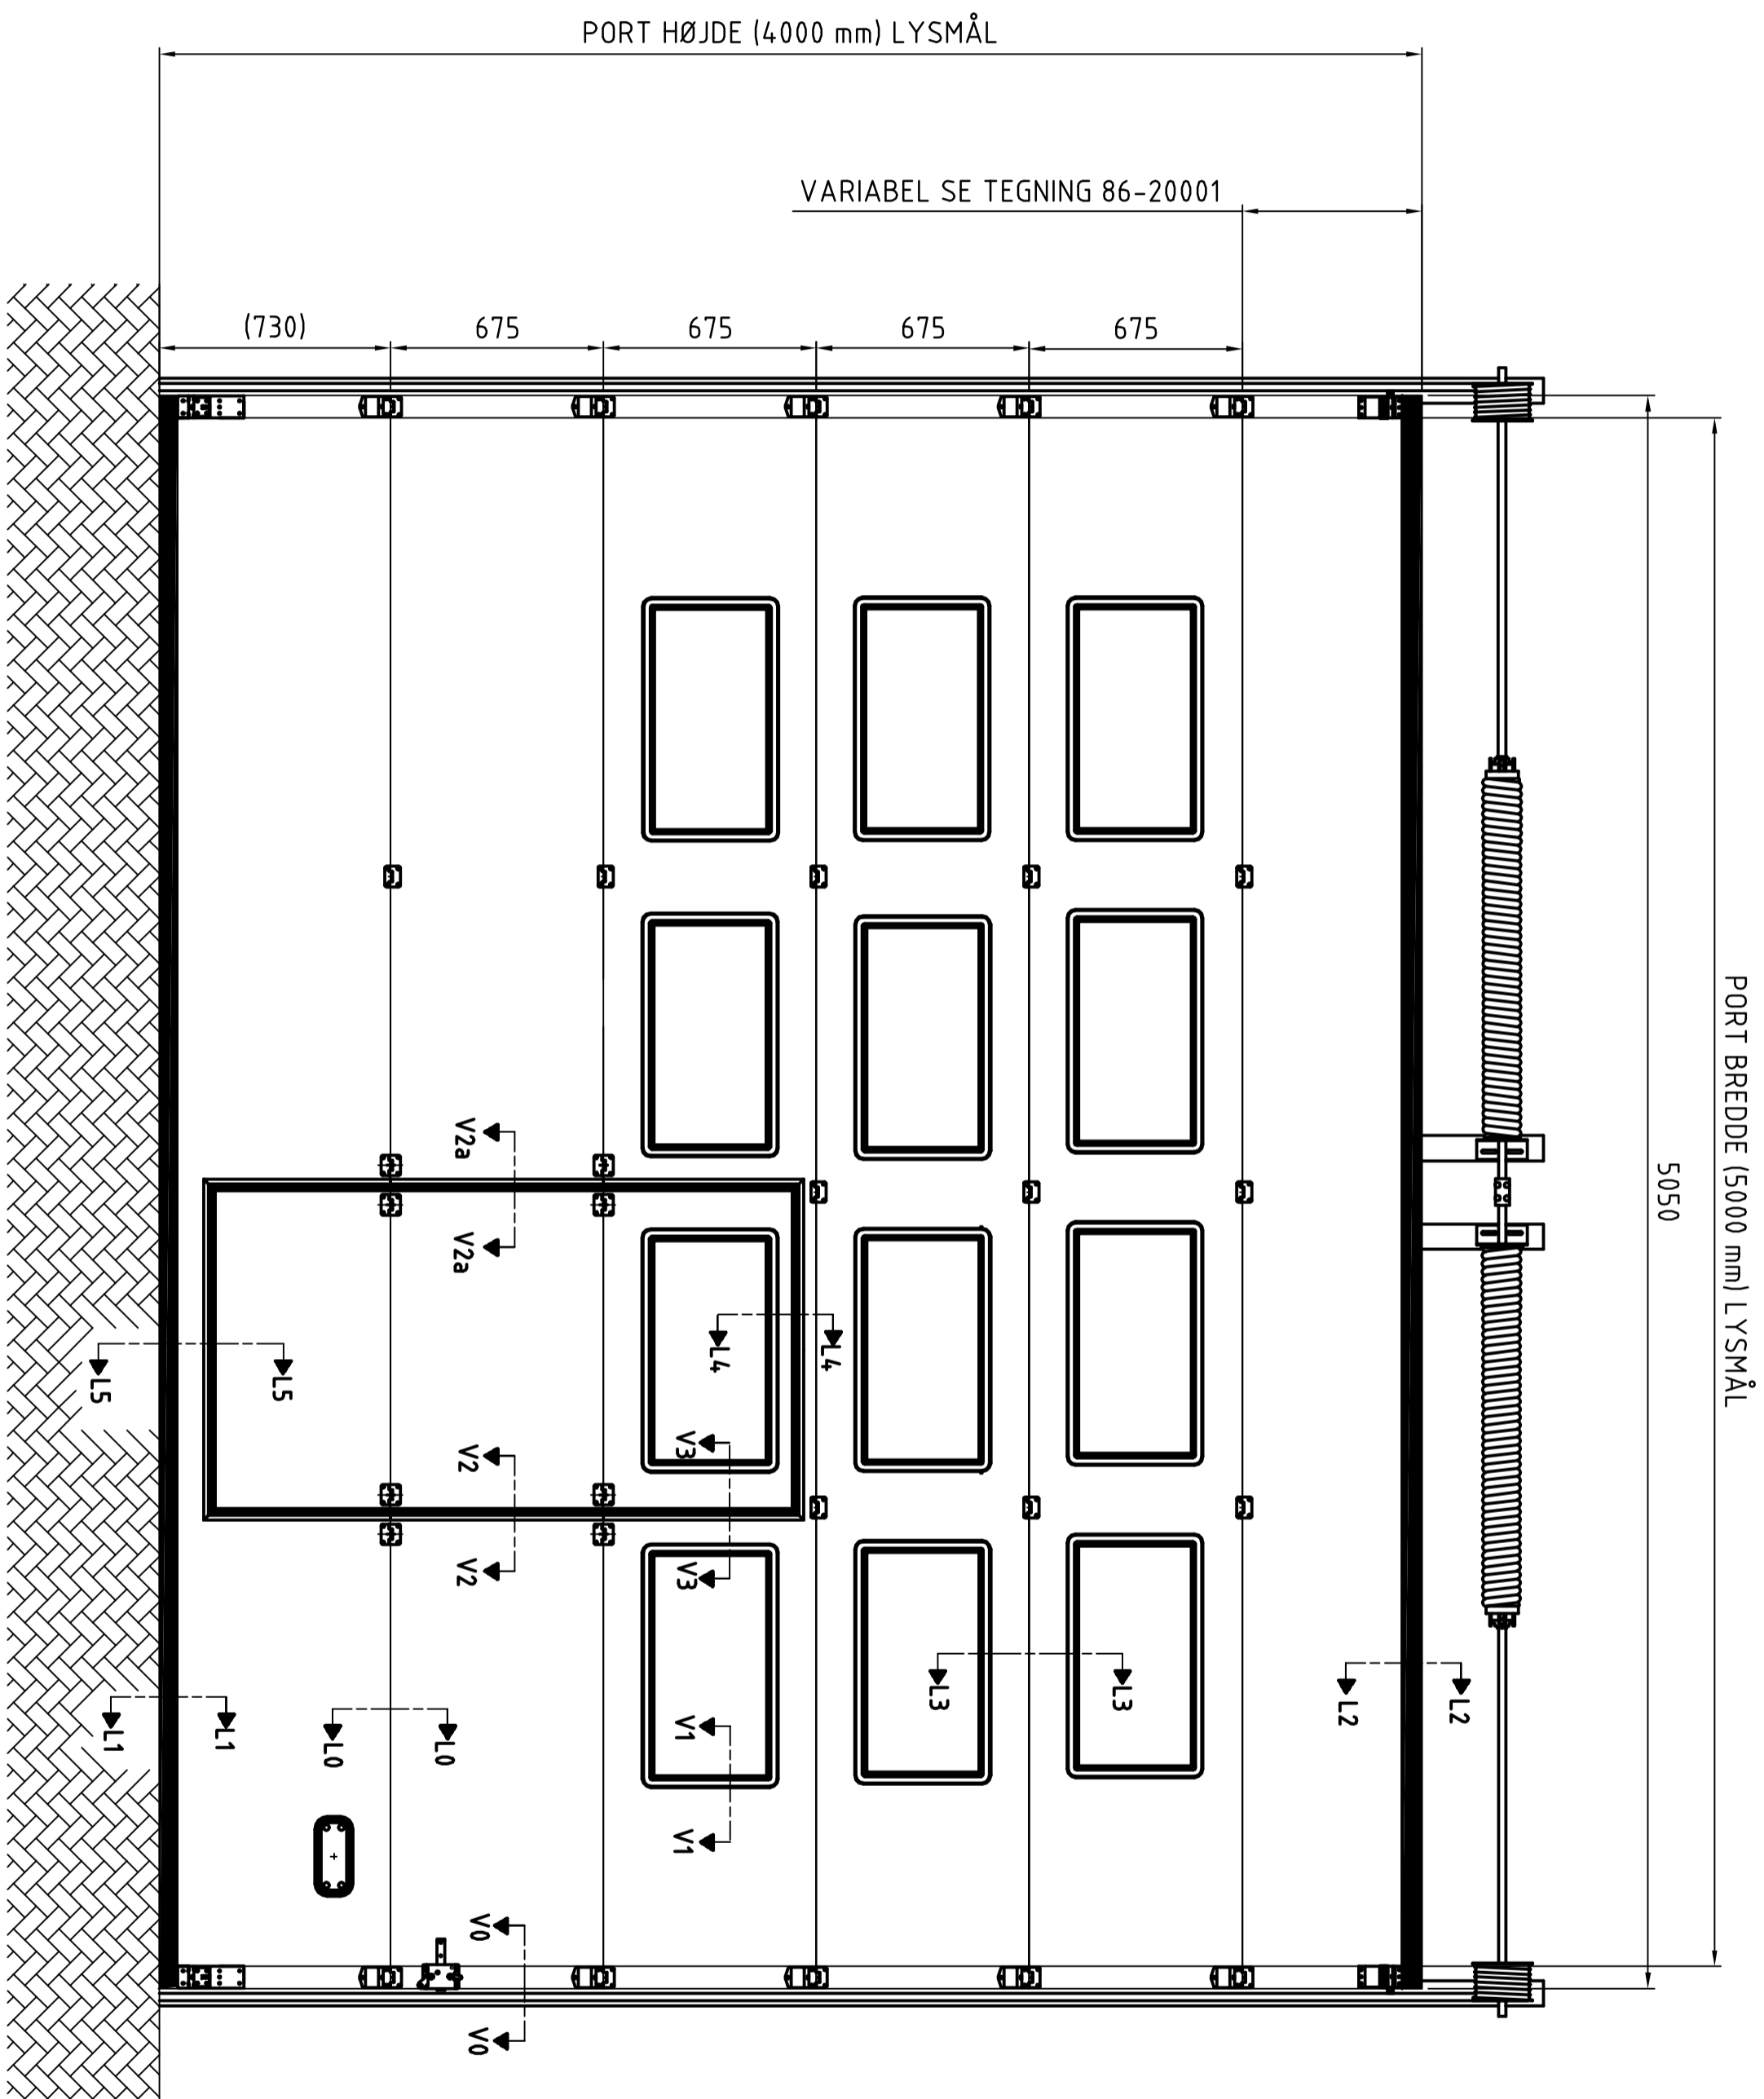 PORT HØJDE (4000 mm) LYSMÅL
VARIABEL SE TEGNING 86-20001
(730)
675
675
675
675
PORT BREDDE (5000 mm) LYSMÅL
5050
V2a
V2a
L4
L4
L5
L5
V3
V3
V2
V2
L3
L3
L2
L2
L1
L1
L0
L0
V1
V1
V0
V0